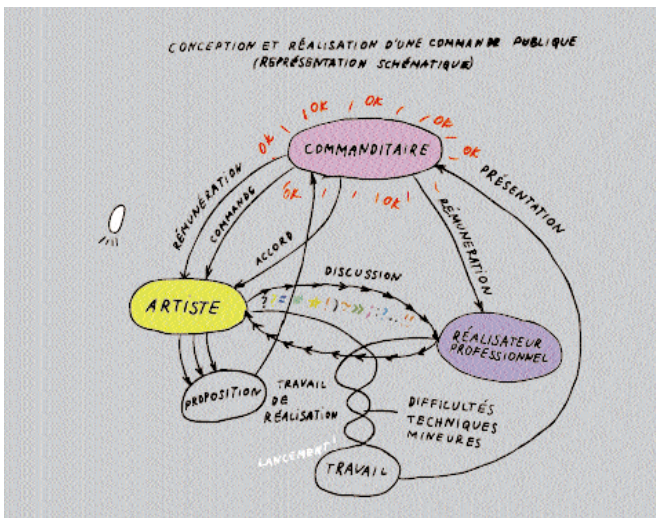 CONCEPTION ET RÉALISATION D'UNE COMMANDE PUBLIQUE
(REPRÉSENTATION SCHÉMATIQUE)
OK
OK
OK
OK
OK
OK
COMMANDITAIRE
OK
OK
RÉMUNÉRATION
COMMANDE
ACCORD
RÉMUNERATION
PRÉSENTATION
DISCUSSION
ARTISTE
RÉALISATEUR
PROFESSIONNEL
PROPOSITION
TRAVAIL
DE
RÉALISATION
DIFFICULTÉS
TECHNIQUES
MINEURES
LANCEMENT!
TRAVAIL